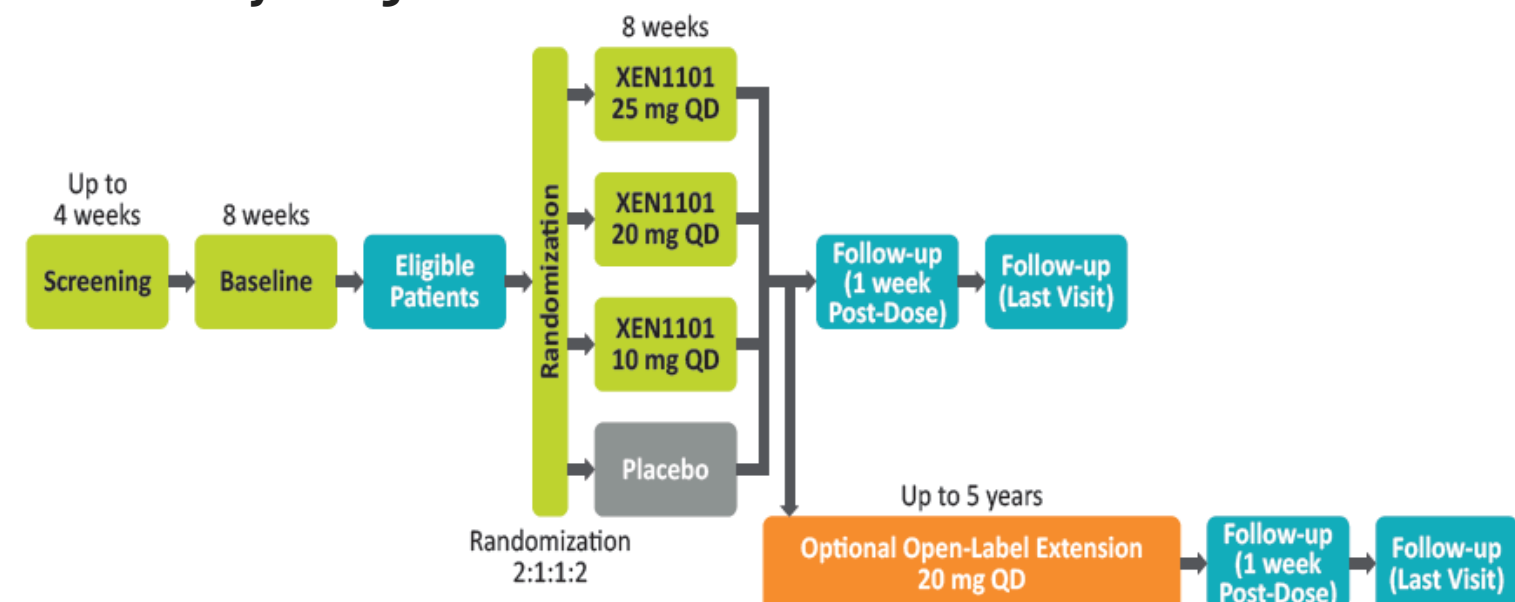 8 weeks
XEN1101
25 mg QD
Up to
4 weeks
8 weeks
XEN1101
20 mg QD
Screening
Baseline
Eligible
Patients
Randomization
Follow-up
(1 week
Post-Dose)
Follow-up
(Last Visit)
XEN1101
10 mg QD
Placebo
Randomization
2:1:1:2
Up to 5 years
Optional Open-Label Extension
20 mg QD
Follow-up
(1 week
Post-Dose)
Follow-up
(Last Visit)